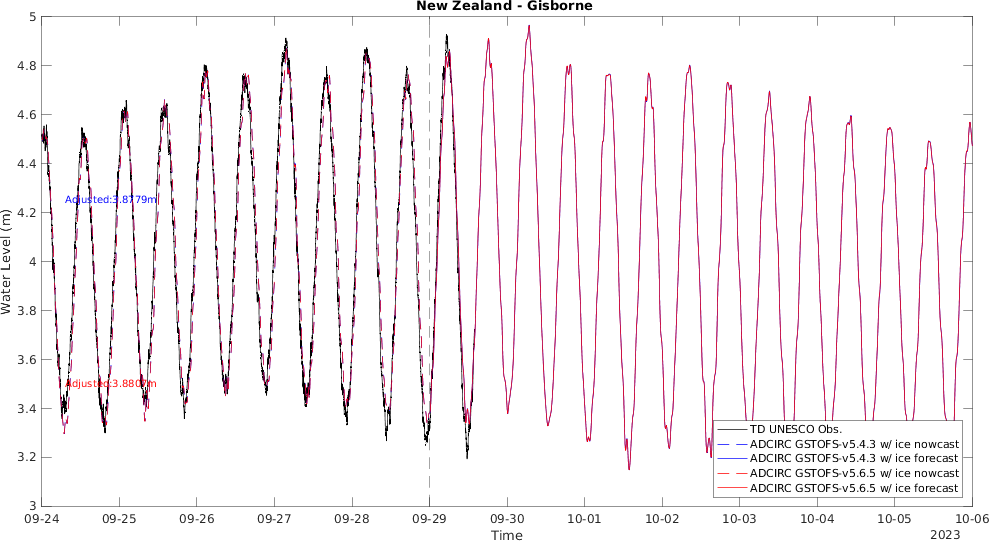 New Zealand - Gisborne
5
4.8
4.6
4.4
4.2
4
3.8
3.6
3.4
3.2
3
Water Level (m)
Adjusted:3.8779m
Adjusted:3.8807m
TD UNESCO Obs.
ADCIRC GSTOFS-v5.4.3 w/ ice nowcast
ADCIRC GSTOFS-v5.4.3 w/ ice forecast
ADCIRC GSTOFS-v5.6.5 w/ ice nowcast
ADCIRC GSTOFS-v5.6.5 w/ ice forecast
09-24 09-25 09-26 09-27 09-28 09-29 09-30 10-01 10-02 10-03 10-04 10-05 10-06
Time
2023